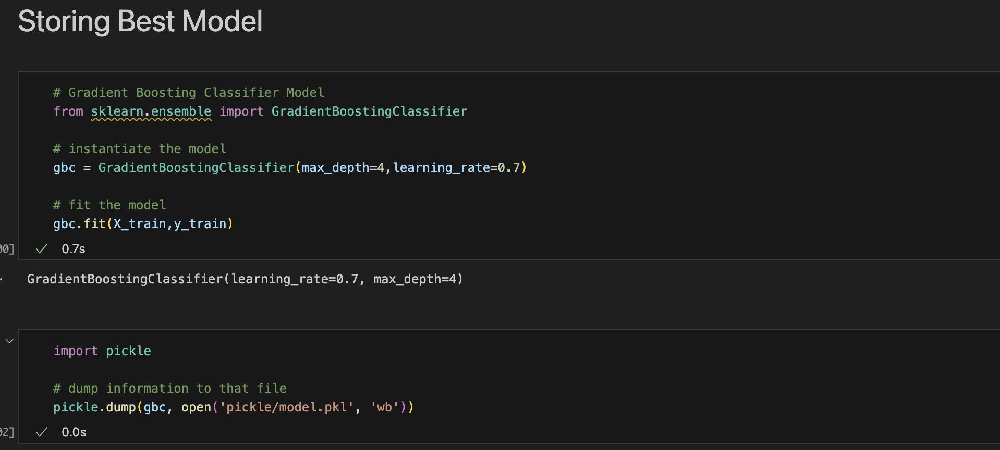 Storing Best Model
# Gradient Boosting Classifier Model
from sklearn.ensemble import GradientBoostingClassifier
# instantiate the model
gbc = GradientBoostingClassifier(max_depth=4,learning_rate=0.7)
# fit the model
gbc.fit(X_train,y_train)
00] ✓ 0.7s
GradientBoostingClassifier(learning_rate=0.7, max_depth=4)
import pickle
# dump information to that file
pickle.dump(gbc, open('pickle/model.pkl', 'wb'))
02] ✓ 0.0s